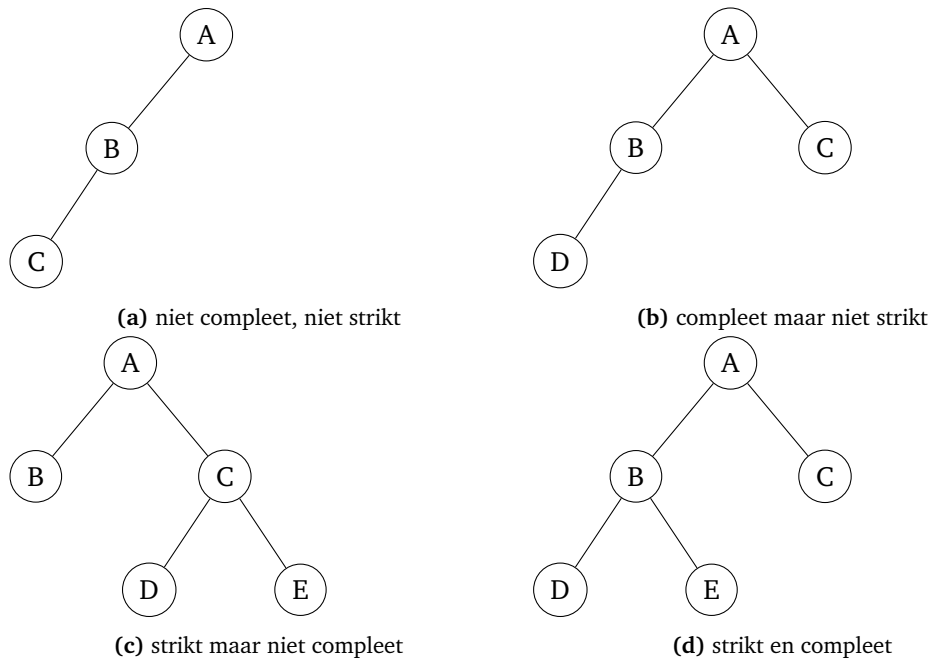 A
B
C
(a) niet compleet, niet strikt
A
B
C
D
(b) compleet maar niet strikt
A
B
C
D
E
(c) strikt maar niet compleet
A
B
C
D
E
(d) strikt en compleet